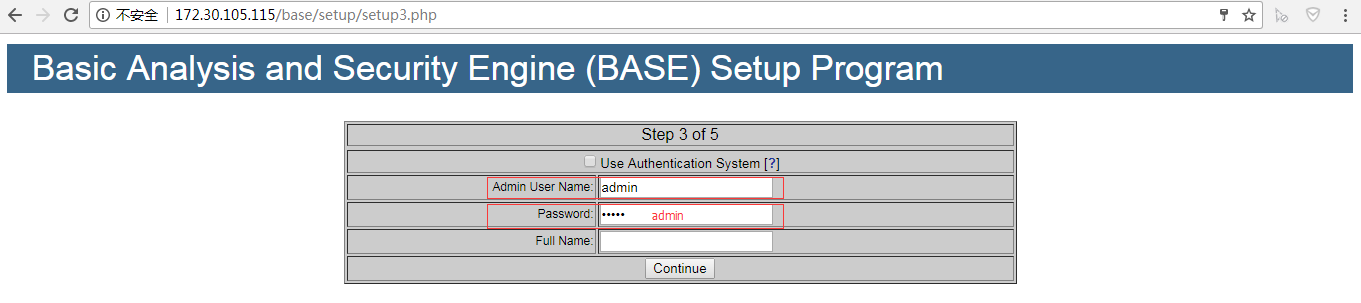 不安全 172.30.105.115/base/setup/setup3.php
Basic Analysis and Security Engine (BASE) Setup Program
Step 3 of 5
Use Authentication System [?]
Admin User Name: admin
Password: ••••• admin
Full Name:
Continue